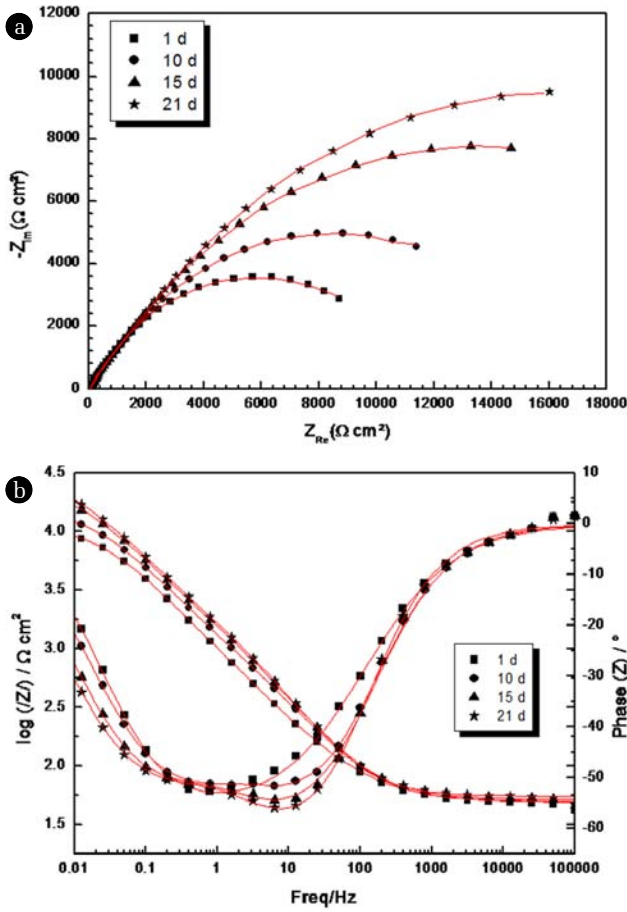 a
12000
10000
8000
6000
4000
2000
0
-Z_Im (Ω cm²)
1 d
10 d
15 d
21 d
0 2000 4000 6000 8000 10000 12000 14000 16000 18000
Z_Re (Ω cm²)
b
4.5
4.0
3.5
3.0
2.5
2.0
1.5
log (/Z/) / Ω cm²
1 d
10 d
15 d
21 d
10
0
-10
-20
-30
-40
-50
-60
Phase (Z) / °
0.01 0.1 1 10 100 1000 10000 100000
Freq/Hz